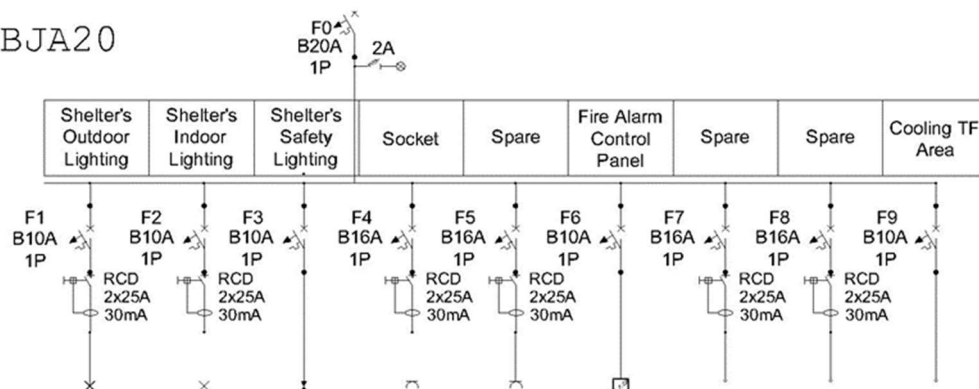 BJA20
F0
B20A
1P
2A
Shelter's
Outdoor
Lighting
Shelter's
Indoor
Lighting
Shelter's
Safety
Lighting
Socket
Spare
Fire Alarm
Control
Panel
Spare
Spare
Cooling TF
Area
F1
B10A
1P
RCD
2x25A
30mA
F2
B10A
1P
RCD
2x25A
30mA
F3
B10A
1P
F4
B16A
1P
RCD
2x25A
30mA
F5
B16A
1P
RCD
2x25A
30mA
F6
B10A
1P
F7
B16A
1P
RCD
2x25A
30mA
F8
B16A
1P
RCD
2x25A
30mA
F9
B10A
1P